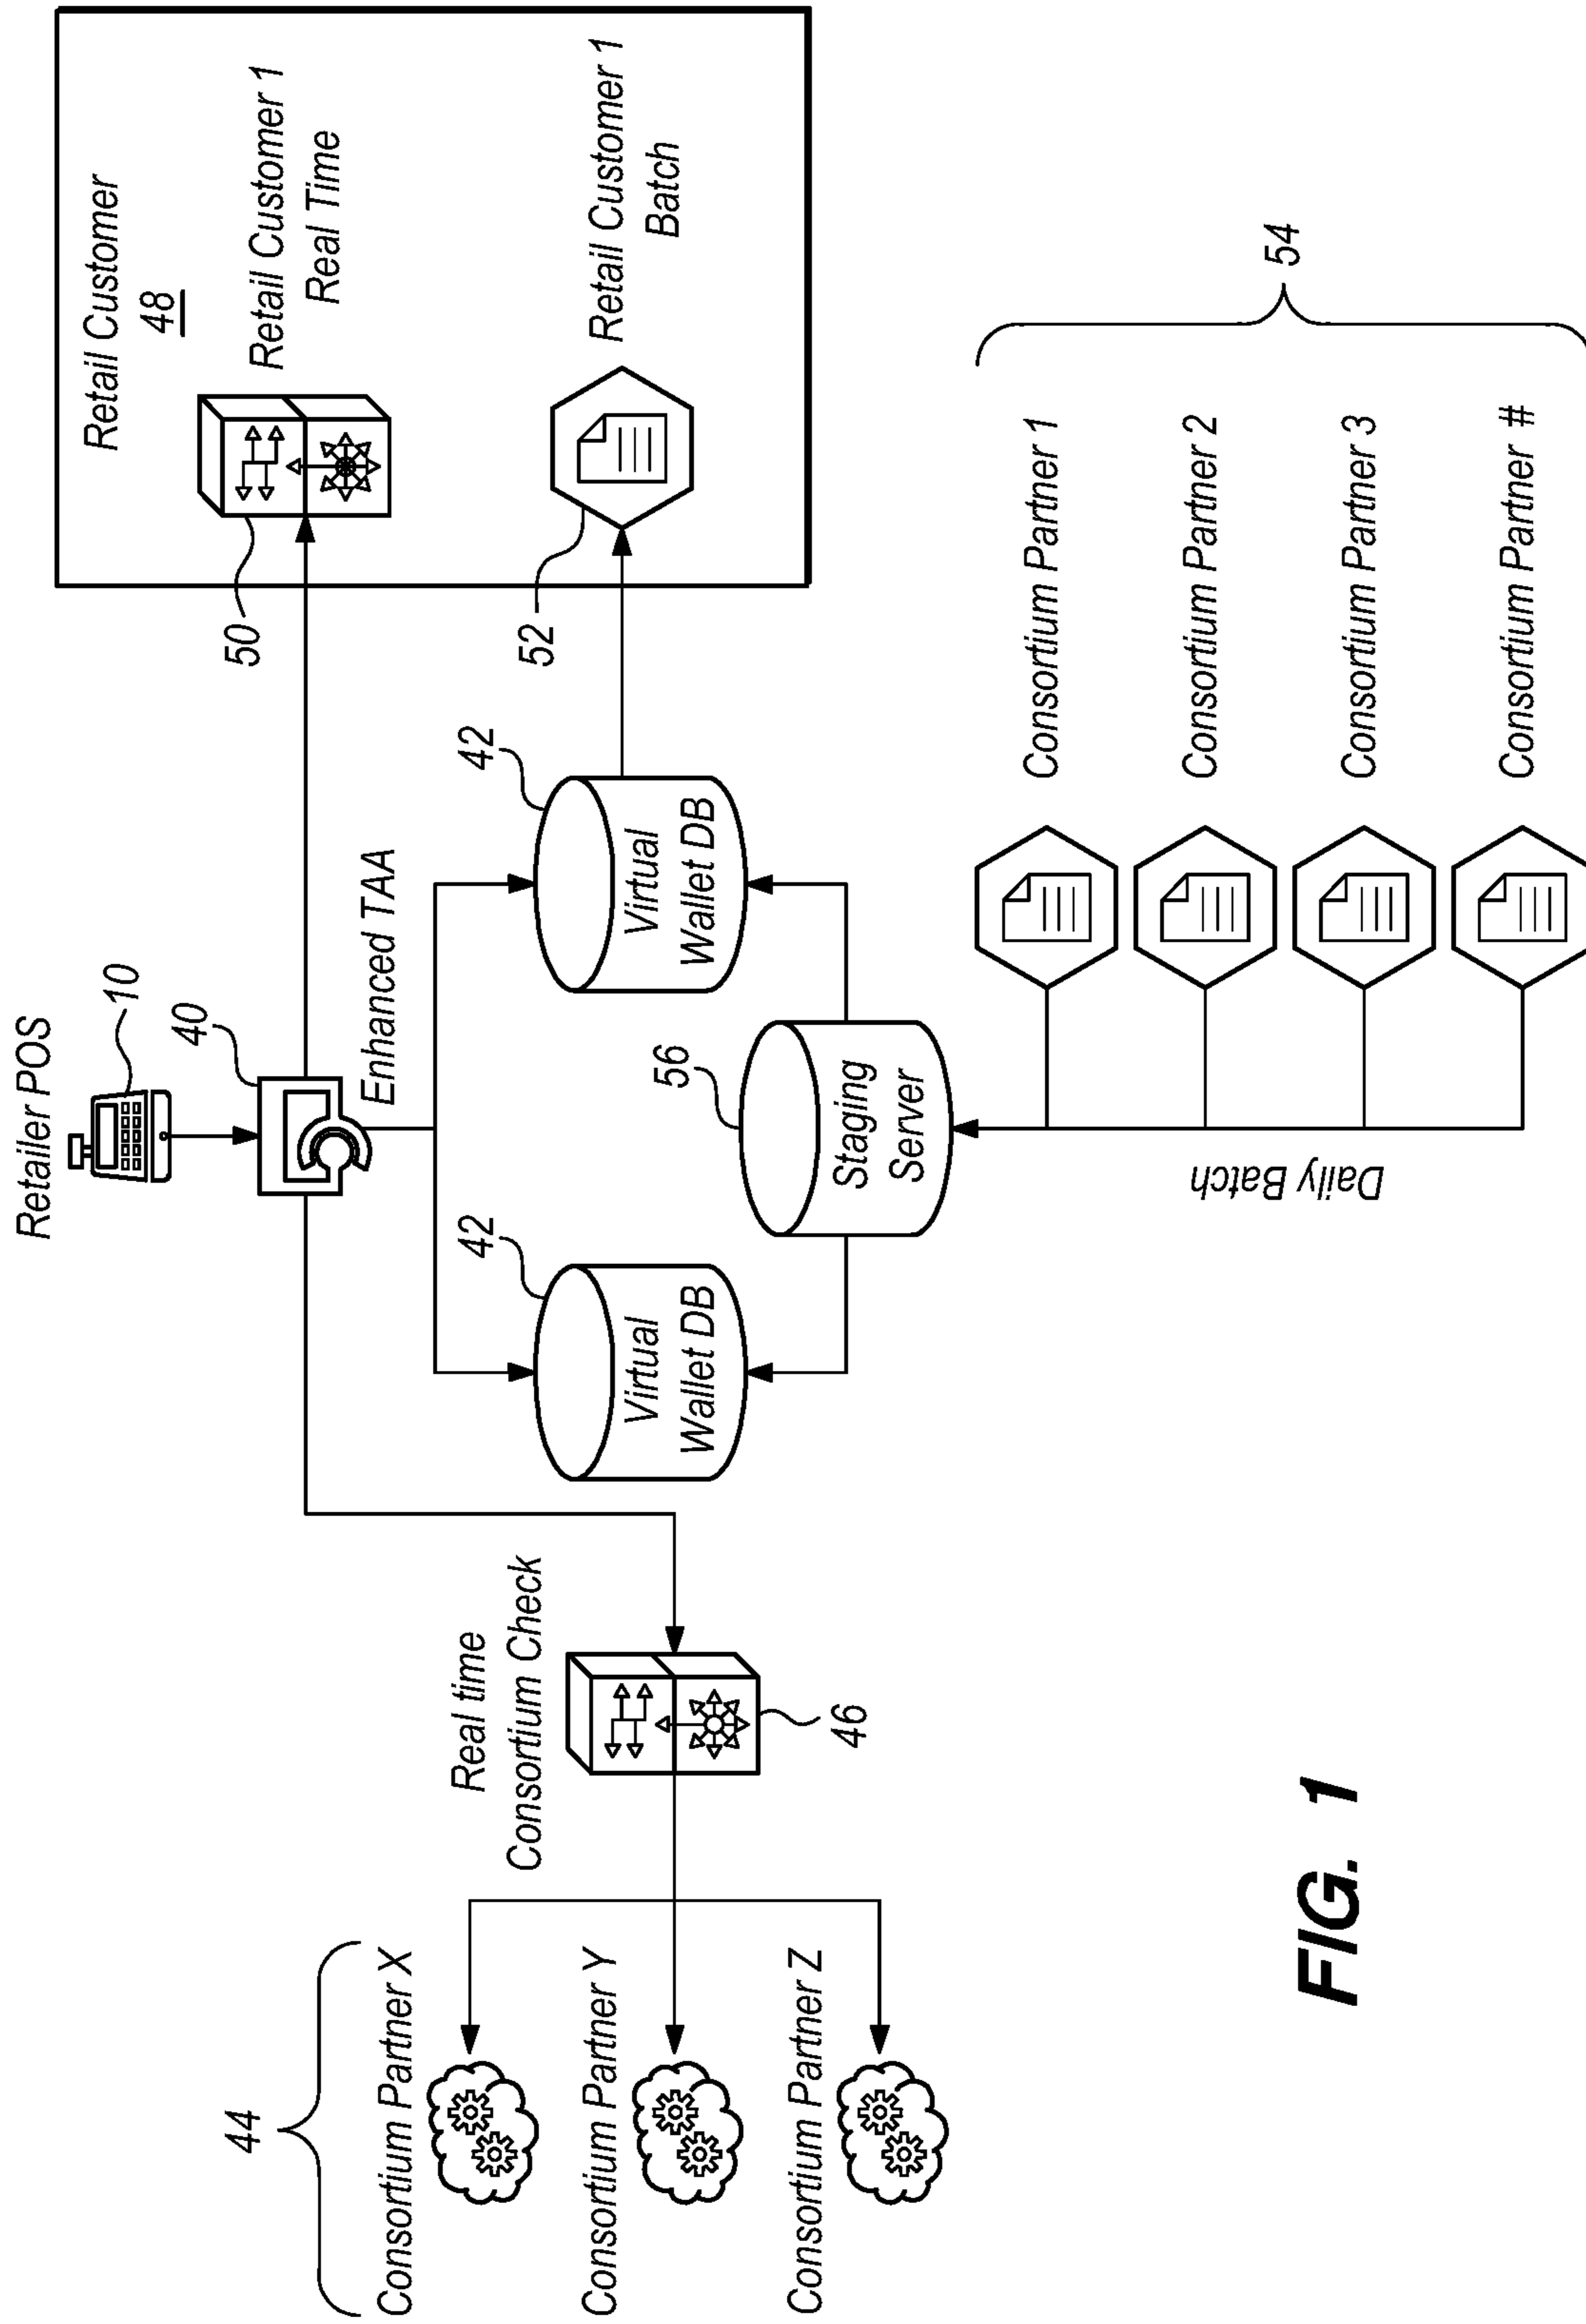 Retailer POS
10
40
Enhanced TAA
Retail Customer
48
Retail Customer 1
Real Time
50
Retail Customer 1
Batch
52
44
Consortium Partner X
Consortium Partner Y
Consortium Partner Z
Real time
Consortium Check
46
42
Virtual
Wallet DB
42
Virtual
Wallet DB
56
Staging
Server
Daily Batch
Consortium Partner 1
Consortium Partner 2
Consortium Partner 3
Consortium Partner #
54
FIG. 1